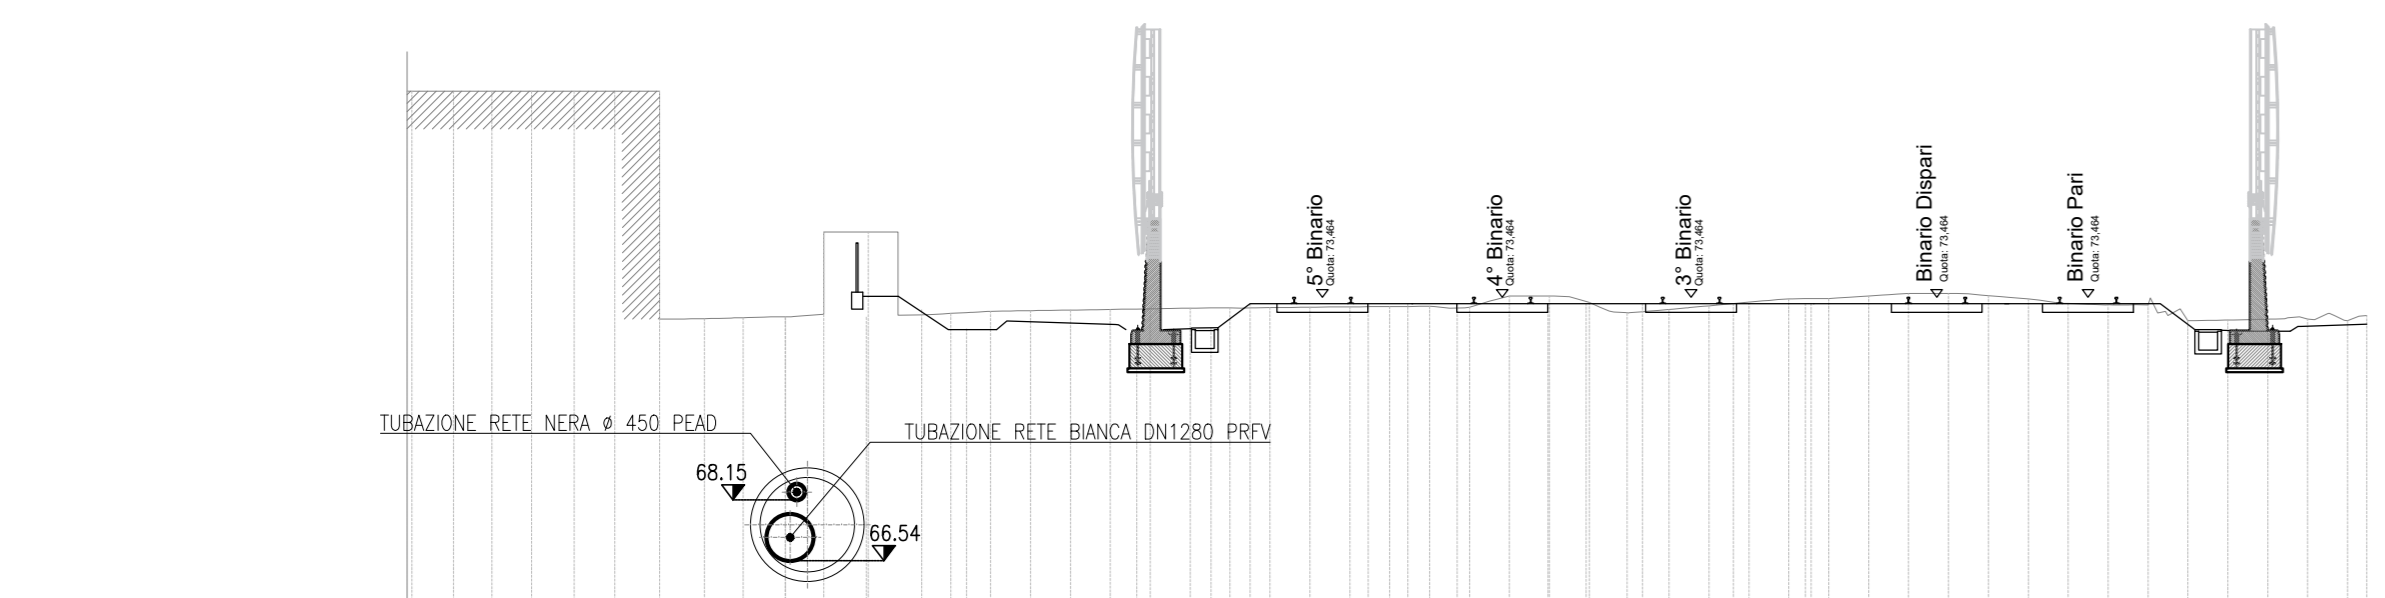 5° Binario
Quota: 73,464
4° Binario
Quota: 73,464
3° Binario
Quota: 73,464
Binario Dispari
Quota: 73,464
Binario Pari
Quota: 73,464
TUBAZIONE RETE NERA ø 450 PEAD
TUBAZIONE RETE BIANCA DN1280 PRFV
68.15
66.54